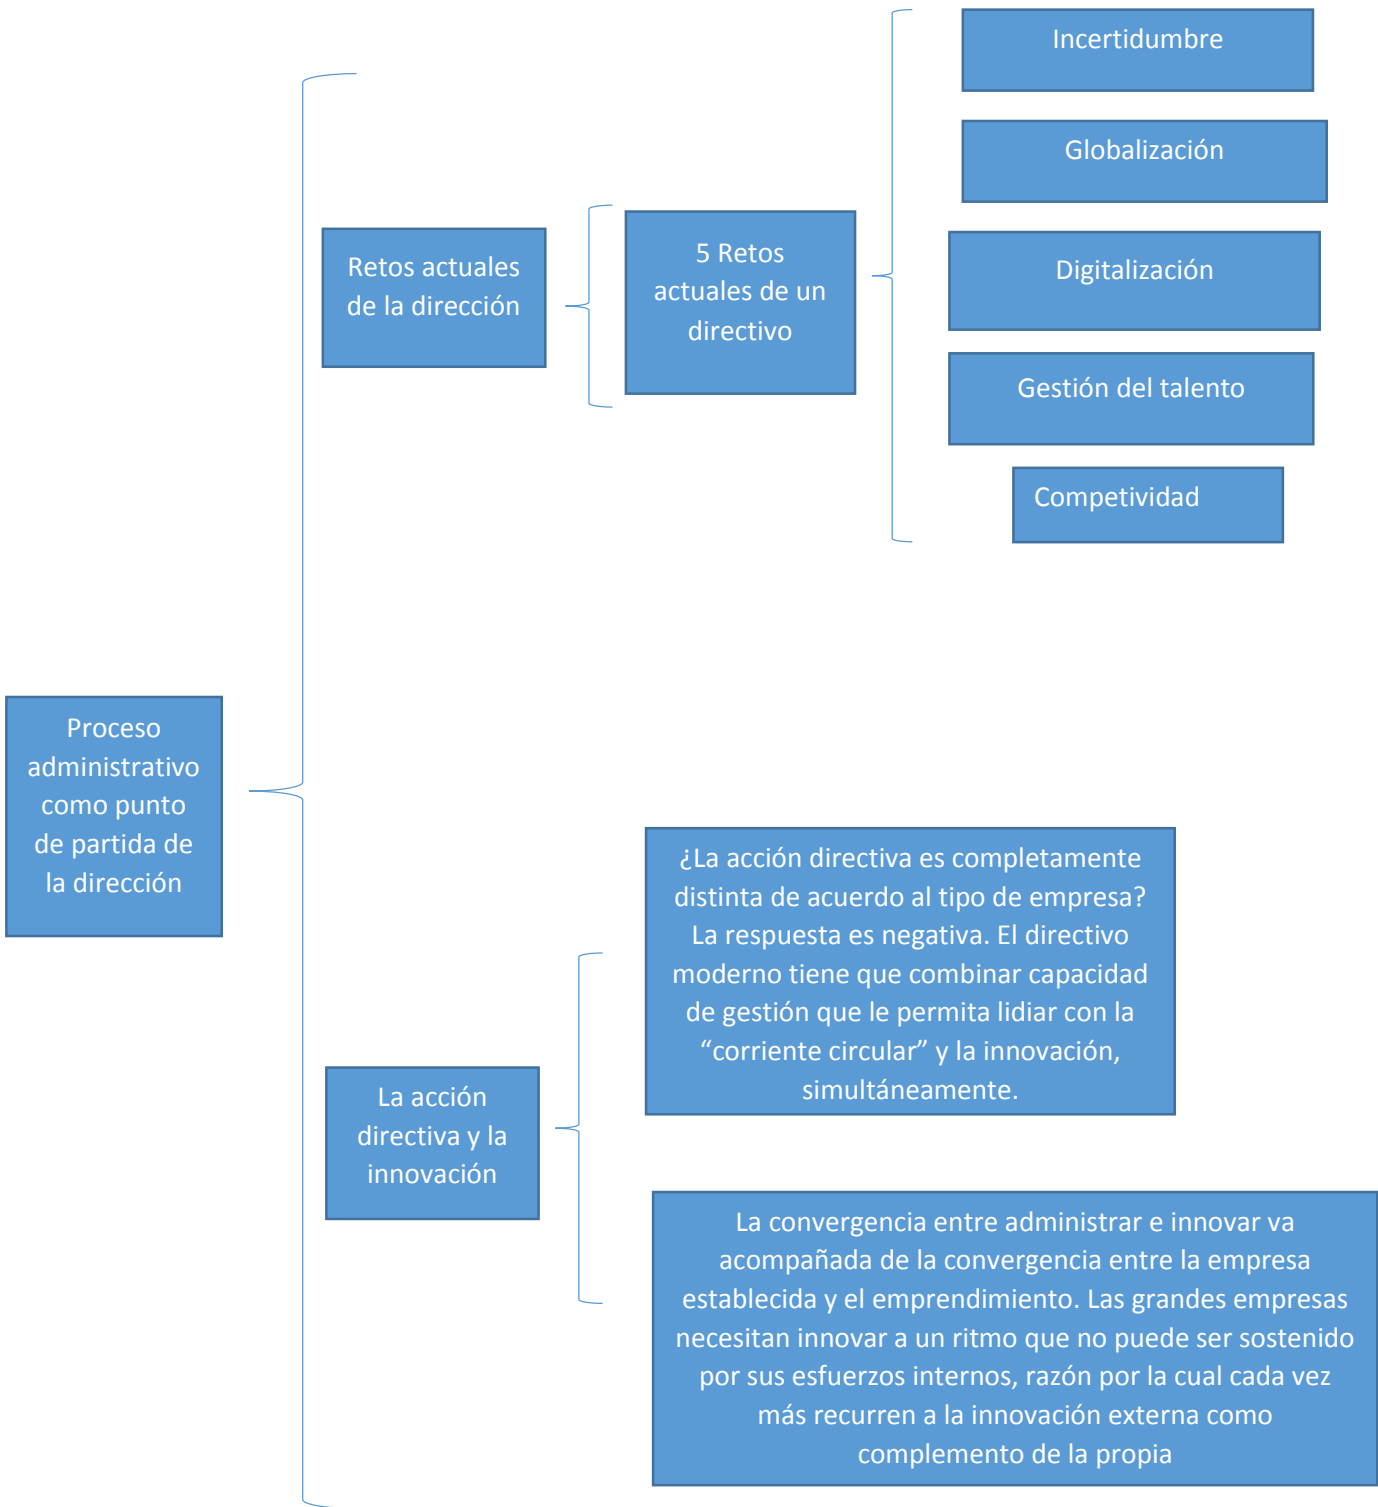 Incertidumbre
Globalización
Digitalización
Gestión del talento
Competividad
Retos actuales
de la dirección
5 Retos
actuales de un
directivo
Proceso
administrativo
como punto
de partida de
la dirección
¿La acción directiva es completamente
distinta de acuerdo al tipo de empresa?
La respuesta es negativa. El directivo
moderno tiene que combinar capacidad
de gestión que le permita lidiar con la
“corriente circular” y la innovación,
simultáneamente.
La acción
directiva y la
innovación
La convergencia entre administrar e innovar va
acompañada de la convergencia entre la empresa
establecida y el emprendimiento. Las grandes empresas
necesitan innovar a un ritmo que no puede ser sostenido
por sus esfuerzos internos, razón por la cual cada vez
más recurren a la innovación externa como
complemento de la propia